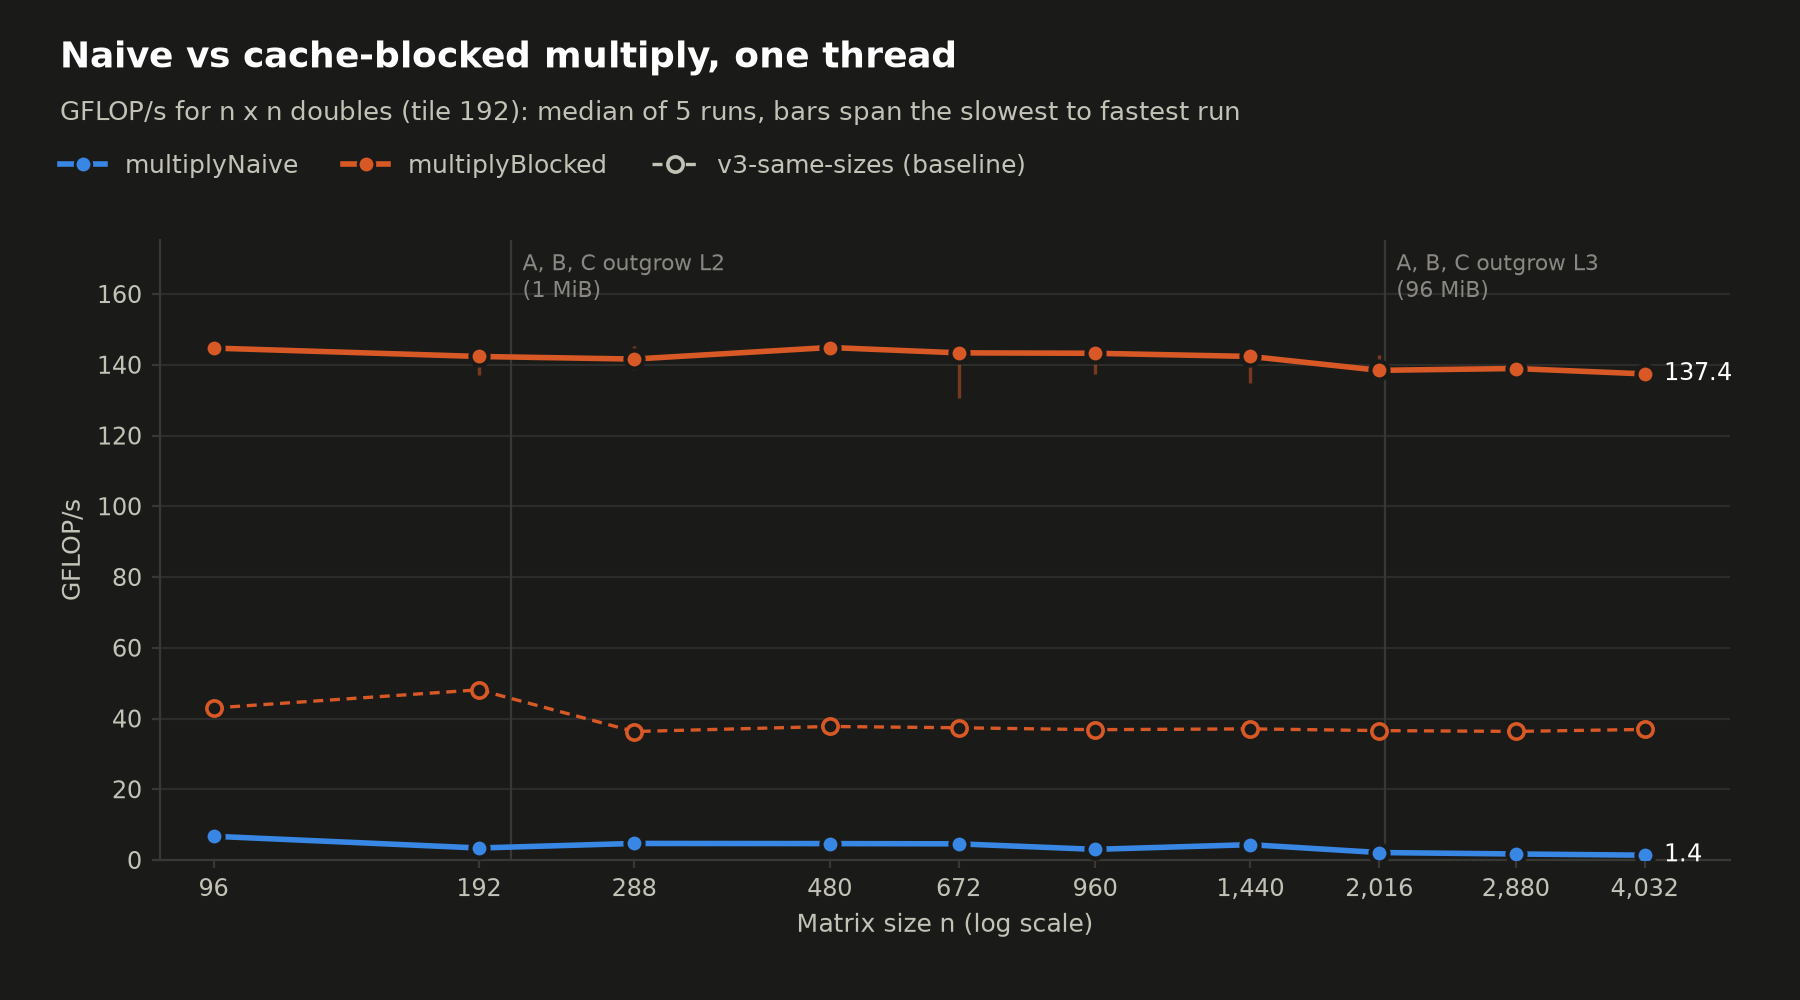 Naive vs cache-blocked multiply, one thread
GFLOP/s for n x n doubles (tile 192): median of 5 runs, bars span the slowest to fastest run
multiplyNaive
multiplyBlocked
v3-same-sizes (baseline)
A, B, C outgrow L2
(1 MiB)
A, B, C outgrow L3
(96 MiB)
160
140
120
100
80
60
40
20
0
GFLOP/s
137.4
1.4
96
192
288
480
672
960
1,440
2,016
2,880
4,032
Matrix size n (log scale)